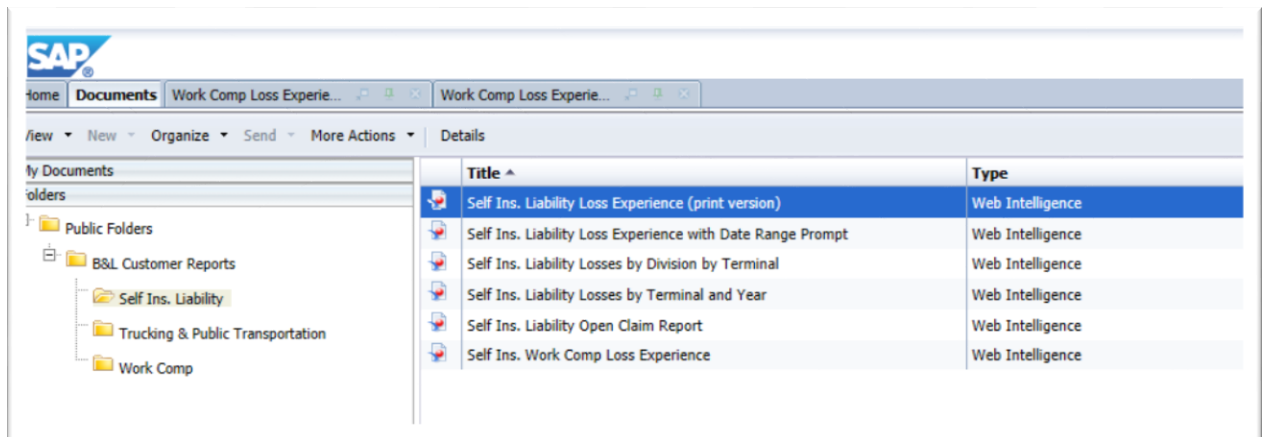 SAP®
Home Documents Work Comp Loss Experie... Work Comp Loss Experie...
View New Organize Send More Actions Details
My Documents
Folders
Public Folders
B&L Customer Reports
Self Ins. Liability
Trucking & Public Transportation
Work Comp
Title Type
Self Ins. Liability Loss Experience (print version) Web Intelligence
Self Ins. Liability Loss Experience with Date Range Prompt Web Intelligence
Self Ins. Liability Losses by Division by Terminal Web Intelligence
Self Ins. Liability Losses by Terminal and Year Web Intelligence
Self Ins. Liability Open Claim Report Web Intelligence
Self Ins. Work Comp Loss Experience Web Intelligence